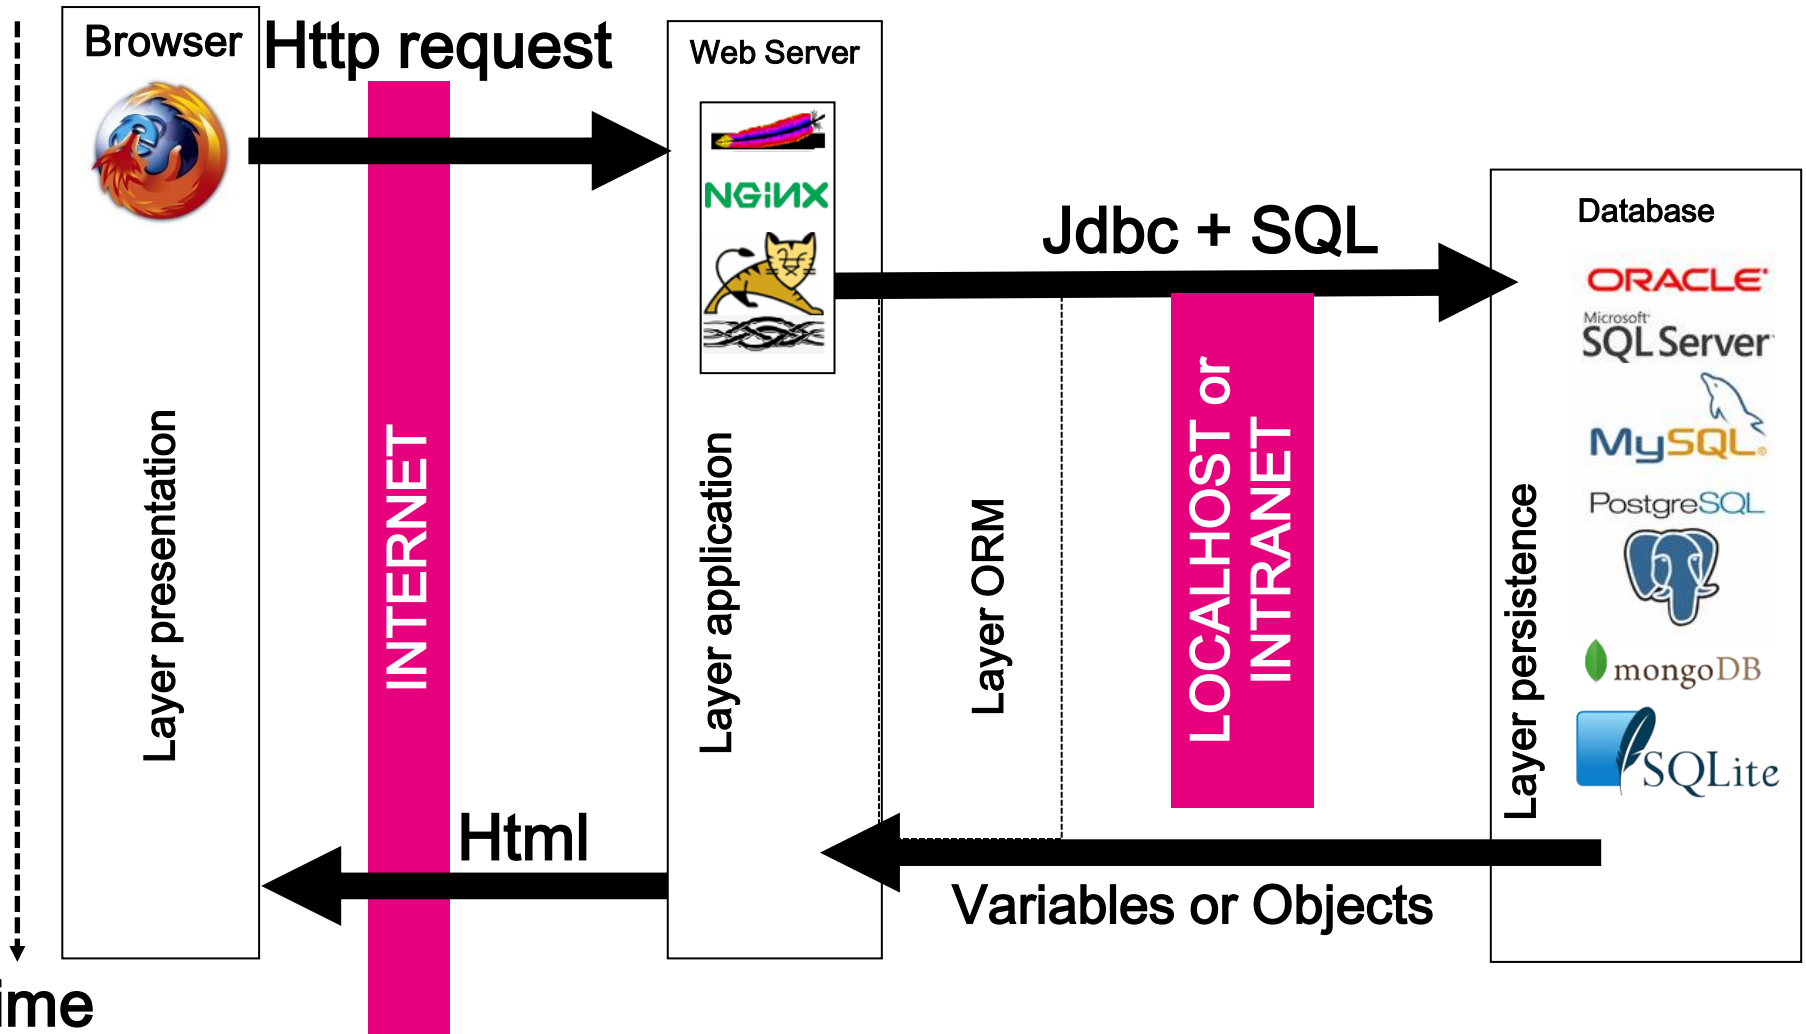 Browser
Http request
Web Server
NGiNX
Jdbc + SQL
Database
ORACLE
Microsoft
SQL Server
MySQL
PostgreSQL
mongoDB
SQLite
Layer presentation
INTERNET
Layer application
Layer ORM
LOCALHOST or
INTRANET
Layer persistence
Html
Variables or Objects
ime